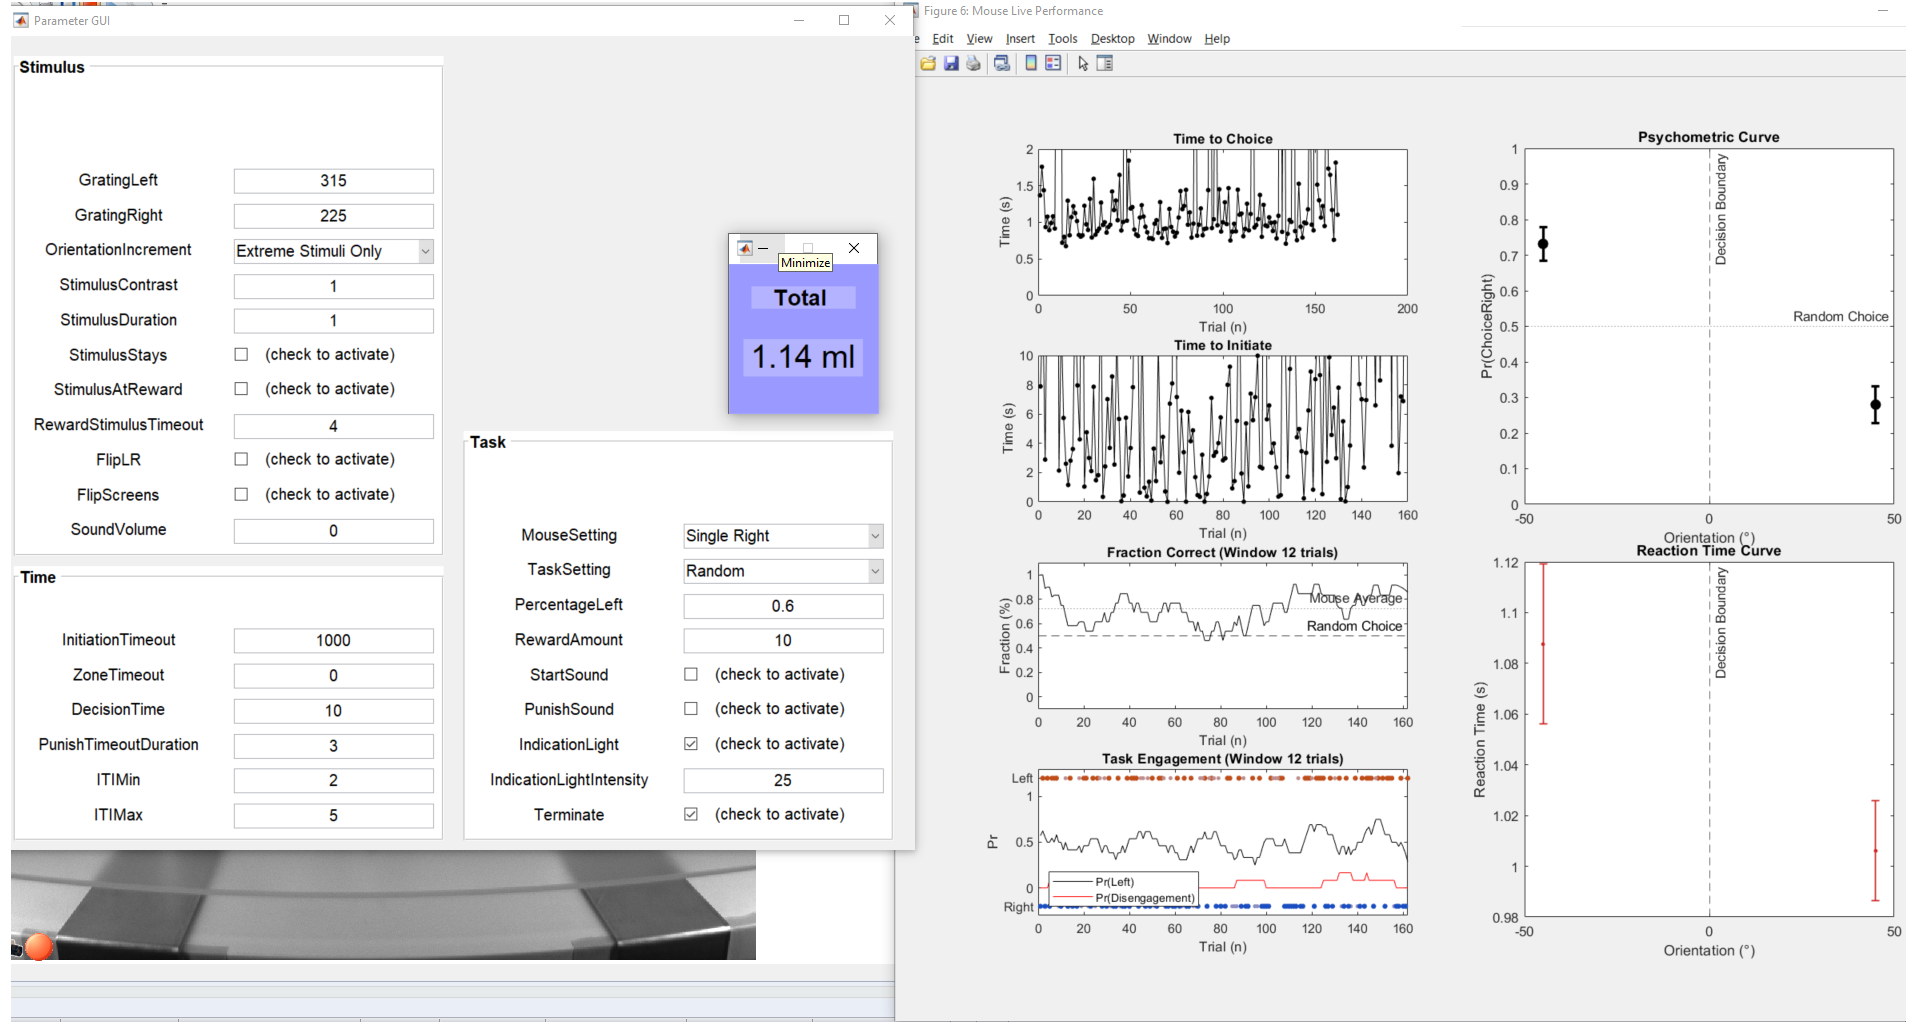 Parameter GUI
Stimulus
GratingLeft 315
GratingRight 225
OrientationIncrement Extreme Stimuli Only
StimulusContrast 1
StimulusDuration 1
StimulusStays (check to activate)
StimulusAtReward (check to activate)
RewardStimulusTimeout 4
FlipLR (check to activate)
FlipScreens (check to activate)
SoundVolume 0
Time
InitiationTimeout 1000
ZoneTimeout 0
DecisionTime 10
PunishTimeoutDuration 3
ITIMin 2
ITIMax 5
Minimize
Total
1.14 ml
Task
MouseSetting Single Right
TaskSetting Random
PercentageLeft 0.6
RewardAmount 10
StartSound (check to activate)
PunishSound (check to activate)
IndicationLight (check to activate)
IndicationLightIntensity 25
Terminate (check to activate)
Figure 6: Mouse Live Performance
e Edit View Insert Tools Desktop Window Help
Time to Choice
2
1.5
1
0.5
0
Time (s)
0 50 100 150 200
Trial (n)
Time to Initiate
10
8
6
4
2
0
Time (s)
0 20 40 60 80 100 120 140 160
Trial (n)
Fraction Correct (Window 12 trials)
1
0.8
0.6
0.4
0.2
0
Fraction (%)
Mouse Average
Random Choice
0 20 40 60 80 100 120 140 160
Trial (n)
Task Engagement (Window 12 trials)
Left
1
0.5
0
Right
Pr
Pr(Left)
Pr(Disengagement)
0 20 40 60 80 100 120 140 160
Trial (n)
Psychometric Curve
1
0.9
0.8
0.7
0.6
0.5
0.4
0.3
0.2
0.1
0
Pr(ChoiceRight)
Decision Boundary
Random Choice
-50 0 50
Orientation (°)
Reaction Time Curve
1.12
1.1
1.08
1.06
1.04
1.02
1
0.98
Reaction Time (s)
Decision Boundary
-50 0 50
Orientation (°)